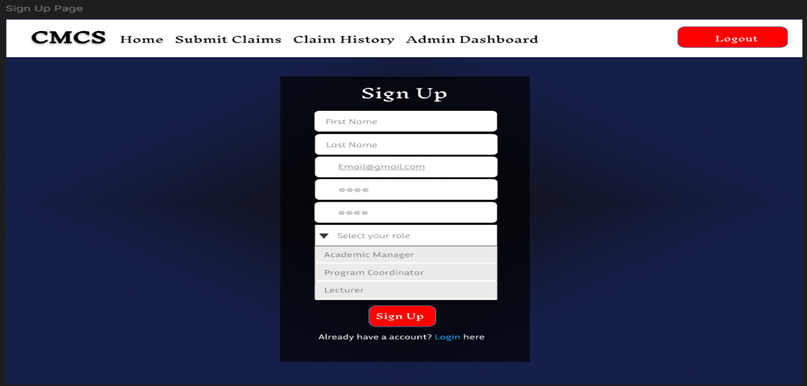 Sign Up Page
CMCS Home Submit Claims Claim History Admin Dashboard Logout
Sign Up
First Name
Last Name
Email@gmail.com
****
****
Select your role
Academic Manager
Program Coordinator
Lecturer
Sign Up
Already have a account? Login here